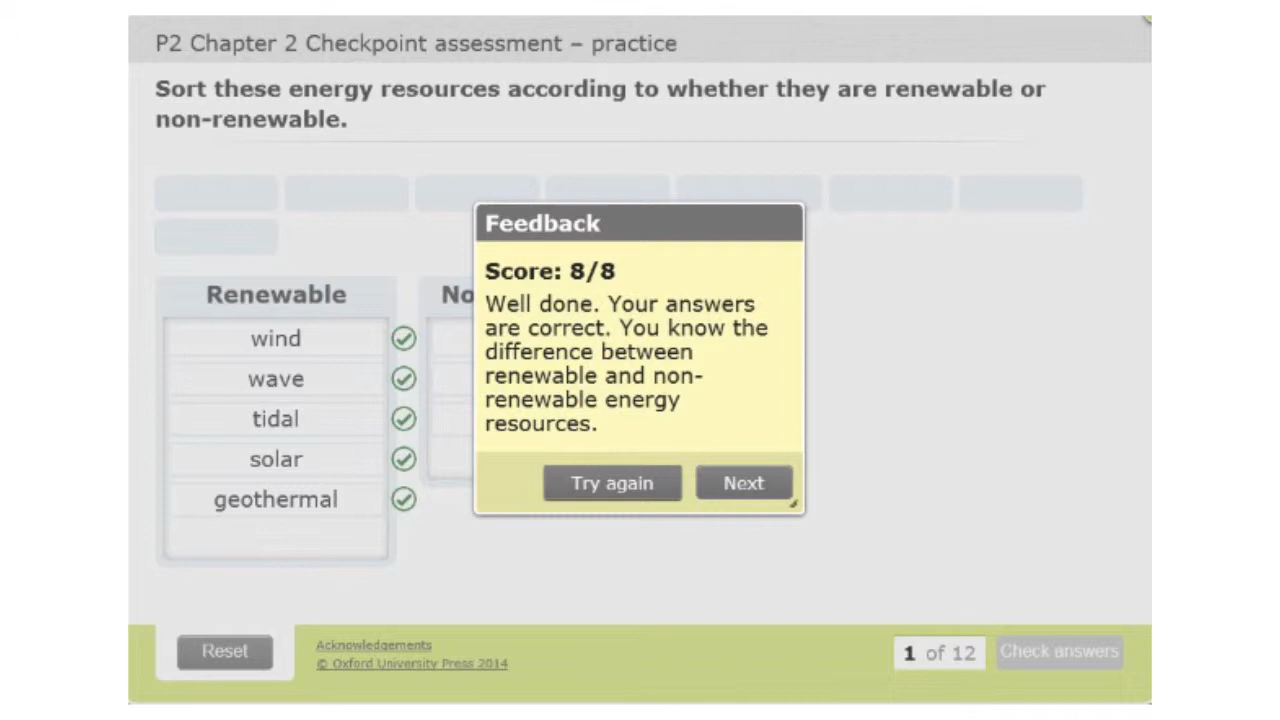 P2 Chapter 2 Checkpoint assessment – practice
Sort these energy resources according to whether they are renewable or
non-renewable.
Renewable
No
wind
wave
tidal
solar
geothermal
Feedback
Score: 8/8
Well done. Your answers
are correct. You know the
difference between
renewable and non-
renewable energy
resources.
Try again
Next
Reset
Acknowledgements
© Oxford University Press 2014
1 of 12
Check answers